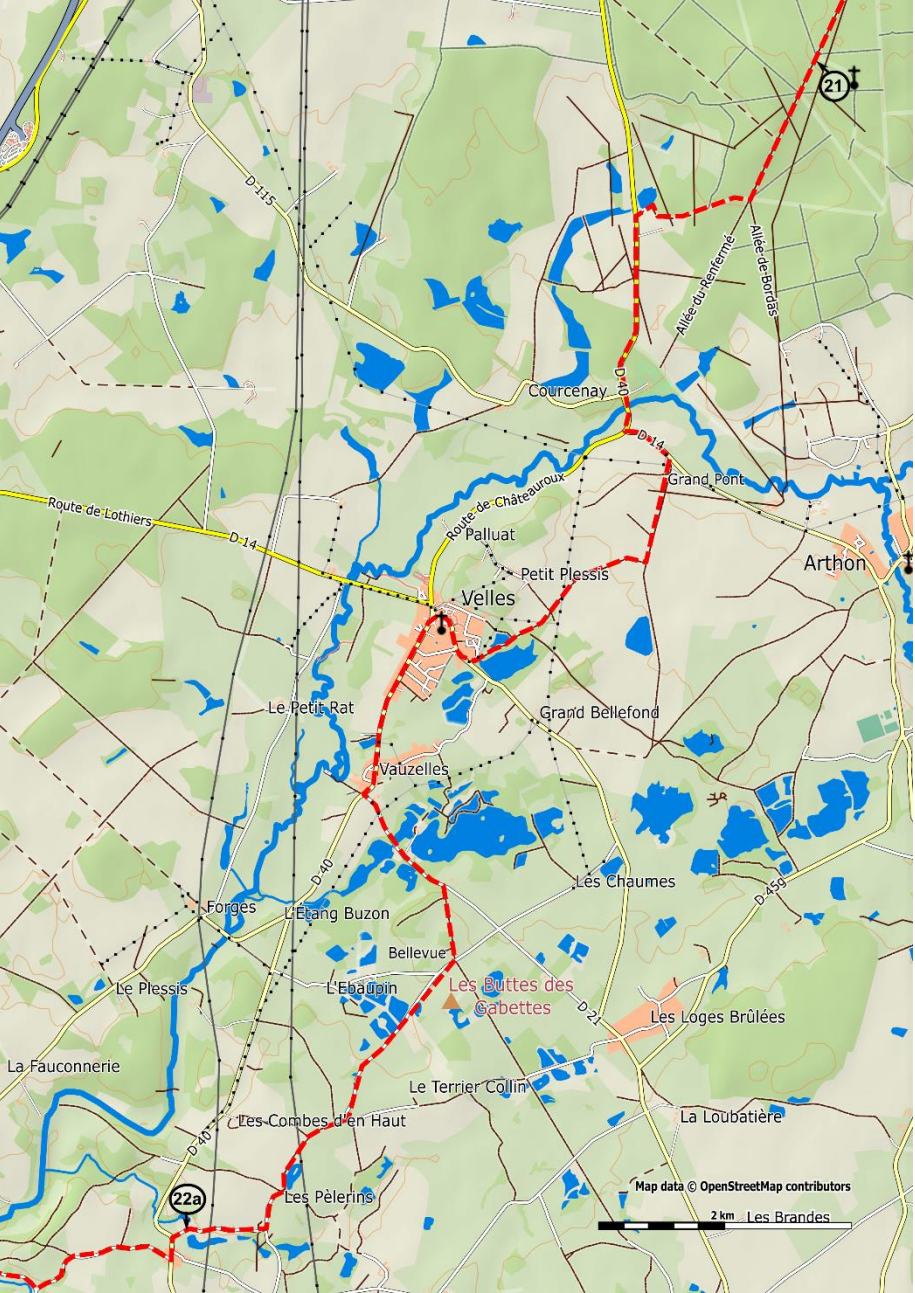 21
D 115
Allée-du-Renfermé
Allée-de-Bordas
D 40
Courcenay
D 14
Grand Pont
Route de Châteauroux
Route de Lothiers
D 14
Palluat
Arthon
Petit Plessis
Velles
Le Petit Rat
Grand Bellefond
Vauzelles
D 40
Les Chaumes
D 45g
Forges
L'Etang Buzon
Bellevue
Le Plessis
L'Ebaupin
Les Buttes des
Gabettes
D 21
Les Loges Brûlées
La Fauconnerie
Le Terrier Collin
Les Combes d'en Haut
La Loubatière
D 40
22a
Les Pèlerins
Map data © OpenStreetMap contributors
2 km
Les Brandes